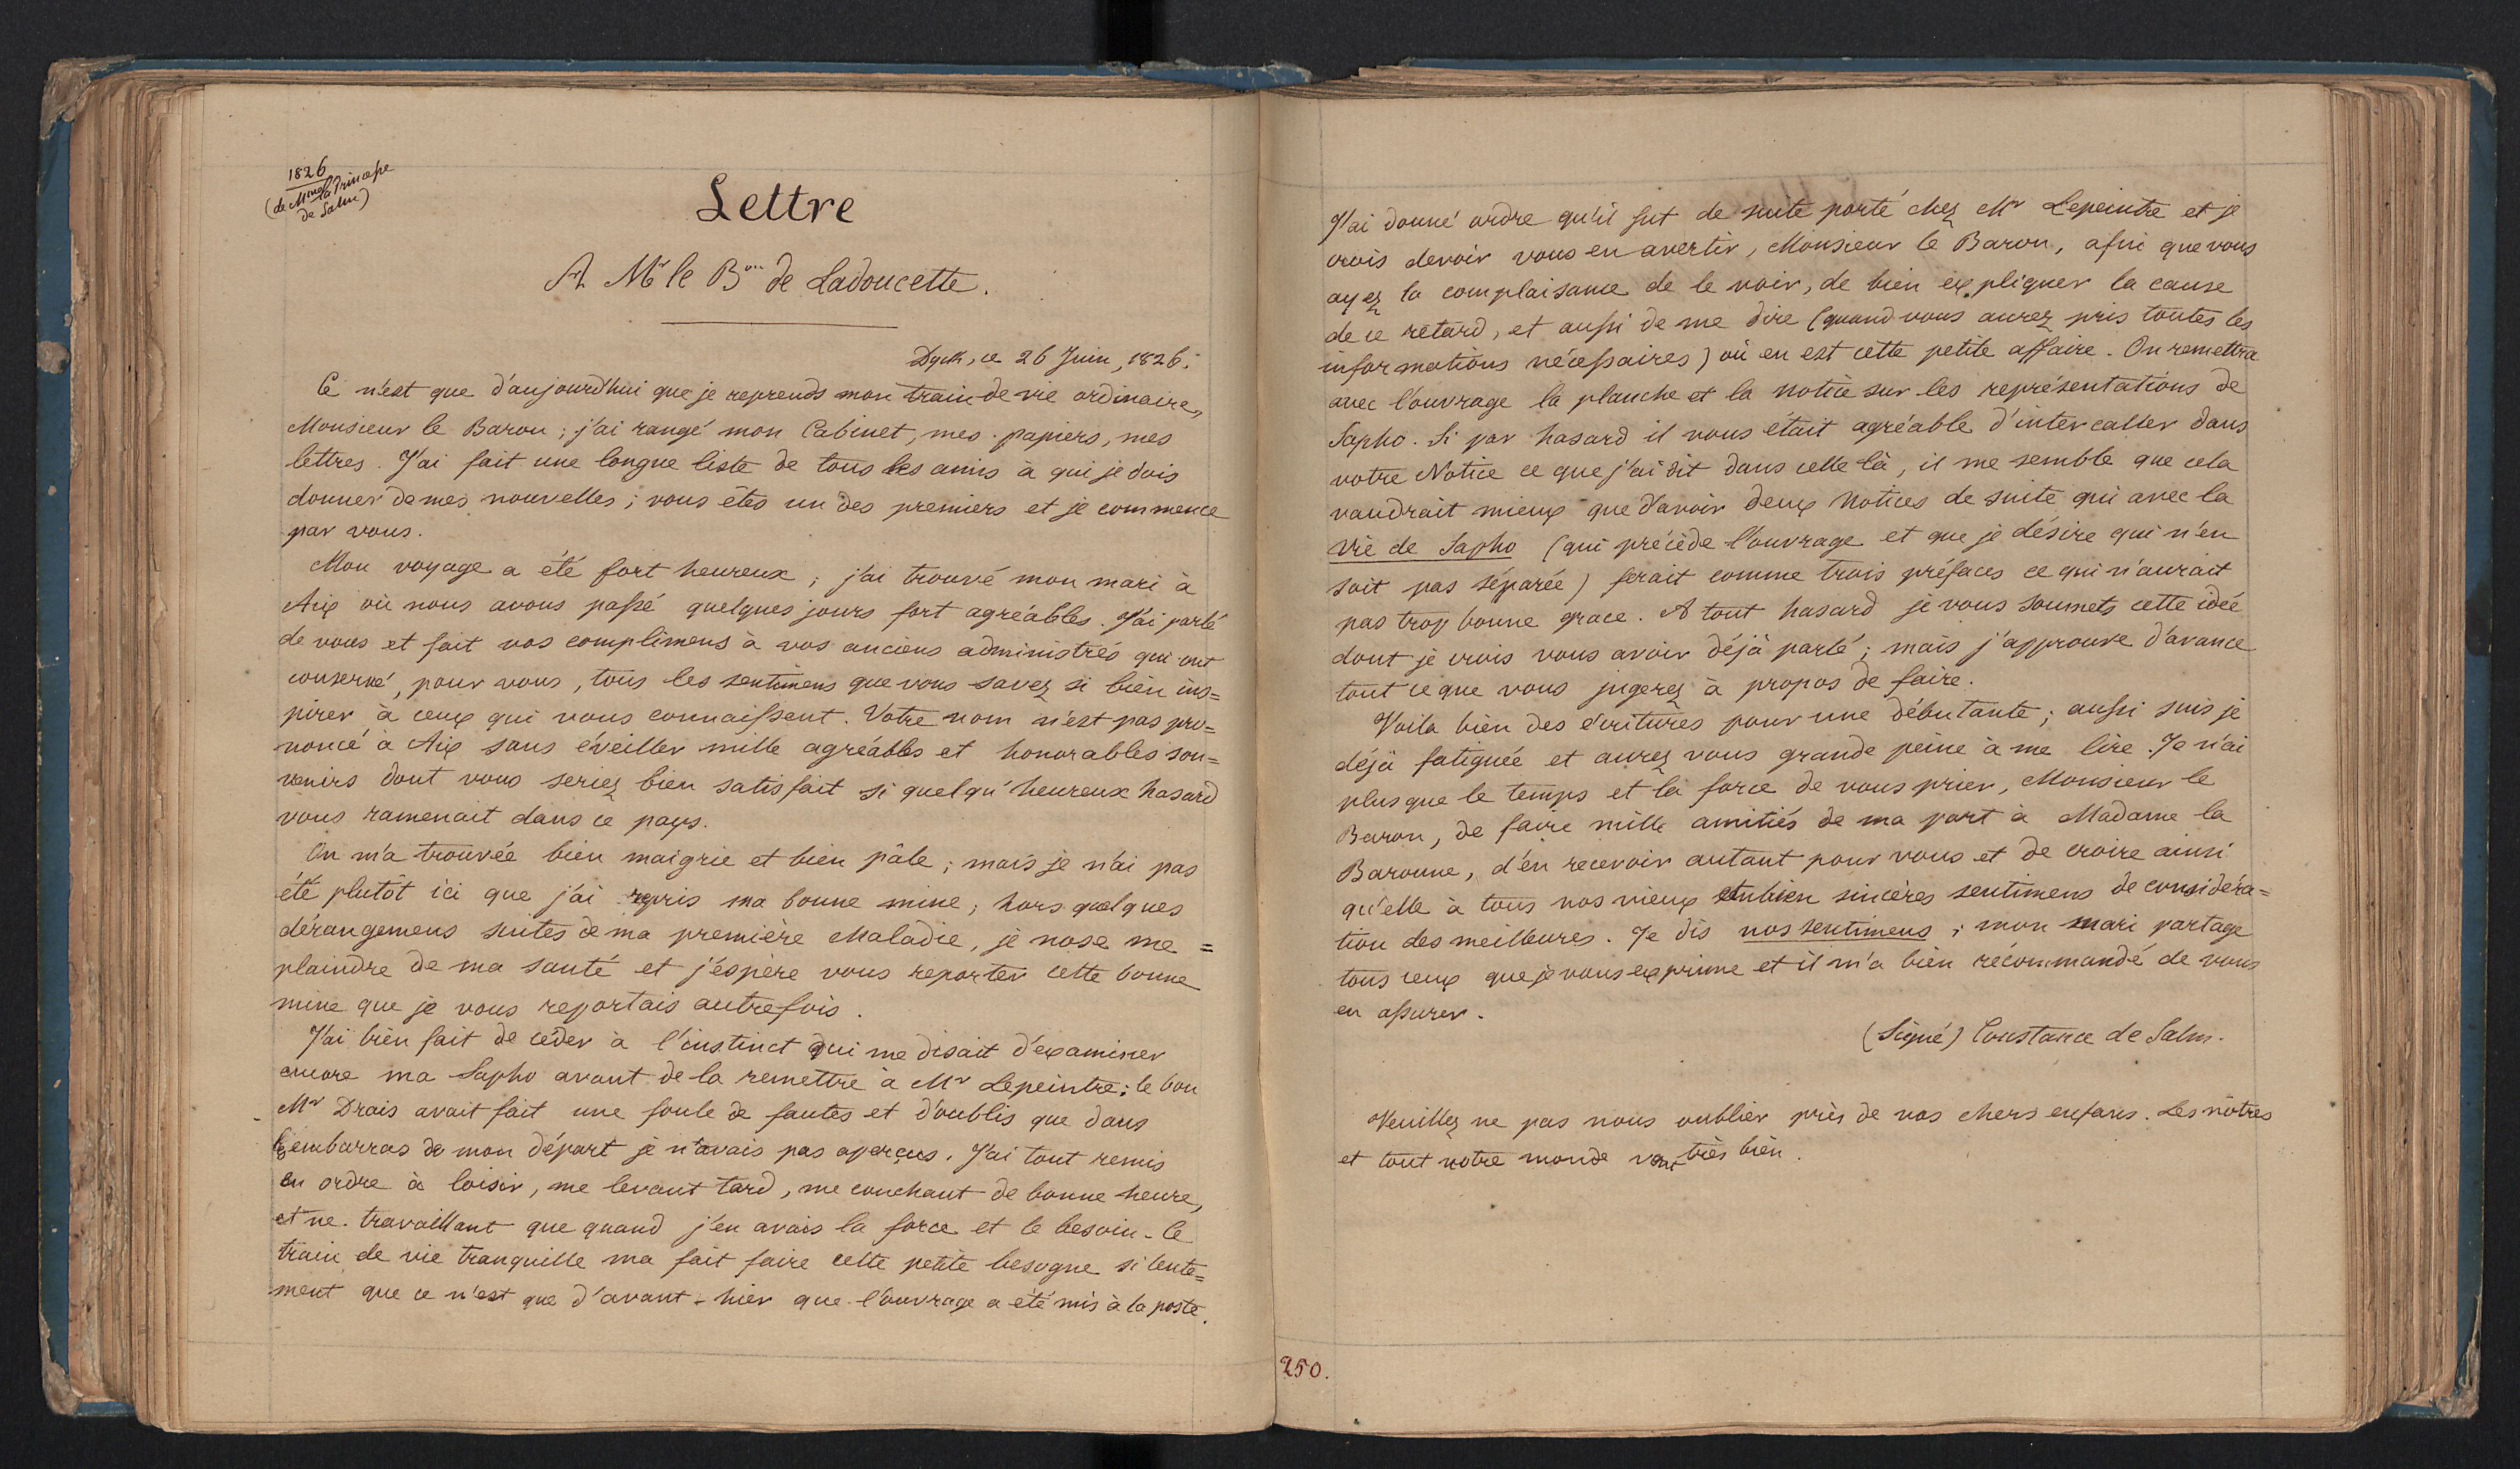 1826
(de Mme la Princesse
de Salm)
Lettre
A Mr le Bon de Ladoucette.
Dyck, ce 26 Juin, 1826.
Ce n'est que d'aujourd'hui que je reprends mon train de vie ordinaire,
Monsieur le Baron; j'ai rangé mon Cabinet, mes papiers, mes
lettres. J'ai fait une longue liste de tous les amis à qui je dois
donner de mes nouvelles; vous êtes un des premiers et je commence
par vous.
Mon voyage a été fort heureux; j'ai trouvé mon mari à
Aix où nous avons passé quelques jours fort agréables. J'ai parlé
de vous et fait vos complimens à vos anciens administrés qui ont
conservé, pour vous, tous les sentimens que vous savez si bien ins=
pirer à ceux qui vous connaissent. Votre nom n'est pas pro=
noncé à Aix sans éveiller mille agréables et honorables sou=
venirs dont vous seriez bien satisfait si quelqu'heureux hasard
vous ramenait dans ce pays.
On m'a trouvée bien maigrie et bien pâle; mais je n'ai pas
été plutôt ici que j'ai repris ma bonne mine; hors quelques
dérangemens suites de ma première Maladie, je nose me =
plaindre de ma santé et j'espère vous reporter cette bonne
mine que je vous reportais autrefois.
J'ai bien fait de céder à l'instinct qui me disait d'examiner
encore ma Sapho avant de la remettre à Mr Lepeintre; le bon
Mr Drais avait fait une foule de fautes et d'oublis que dans
l'embarras de mon départ je n'avais pas aperçus. J'ai tout remis
en ordre à loisir, me levant tard, me couchant de bonne heure,
et ne travaillant que quand j'en avais la force et le besoin. Ce
train de vie tranquille ma fait faire cette petite besogne si lente=
ment que ce n'est que d'avant-hier que l'ouvrage a été mis à la poste.
J'ai donné ordre qu'il fut de suite porté chez Mr Lepeintre et je
crois devoir vous en avertir, Monsieur le Baron, afin que vous
ayez la complaisance de le voir, de bien expliquer la cause
de ce retard, et aussi de me dire (quand vous aurez pris toutes les
informations nécessaires) où en est cette petite affaire. On remettra
avec l'ouvrage la planche et la notice sur les représentations de
Sapho. Si par hasard il vous était agréable d'intercaller dans
votre Notice ce que j'ai dit dans celle là, il me semble que cela
vaudrait mieux que d'avoir deux Notices de suite qui avec la
vie de Sapho (qui précède l'ouvrage et que je désire qui n'en
soit pas séparée) ferait comme trois préfaces ce qui n'aurait
pas trop bonne grace. A tout hasard je vous soumets cette idée
dont je crois vous avoir déjà parlé; mais j'approuve d'avance
tout ce que vous jugerez à propos de faire.
Voila bien des écritures pour une débutante; aussi suis je
déjà fatiguée et aurez vous grande peine à me lire. Je n'ai
plus que le temps et la force de vous prier, Monsieur le
Baron, de faire mille amitiés de ma part à Madame la
Baronne, d'en recevoir autant pour vous et de croire ainsi
qu'elle à tous nos vieux et bien sincères sentimens de considéra=
tion des meilleures. Je dis nos sentimens; mon mari partage
tous ceux que je vous exprime et il m'a bien récommandé de vous
en assurer.
(Signé) Constance de Salm.
Veuillez ne pas nous oublier près de vos chers enfans. Les nôtres
et tout notre monde vont très bien.
250.